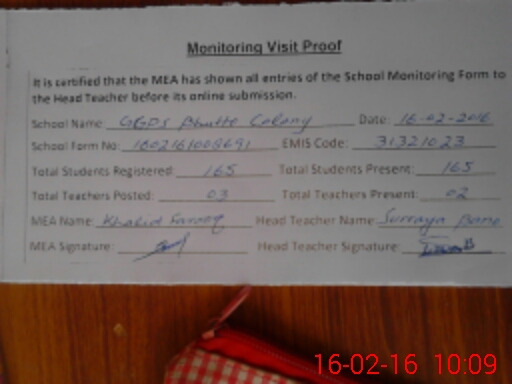 Monitoring Visit Proof
It is certified that the MEA has shown all entries of the School Monitoring Form to
the Head Teacher before its online submission.
School Name: GGPS Bhutta Colony Date: 16-02-2016
School Form No: 1602161008691 EMIS Code: 31321023
Total Students Registered: 165 Total Students Present: 165
Total Teachers Posted: 03 Total Teachers Present: 02
MEA Name: Khalid Farooq Head Teacher Name: Surraya Bano
MEA Signature: Head Teacher Signature:
16-02-16 10:09